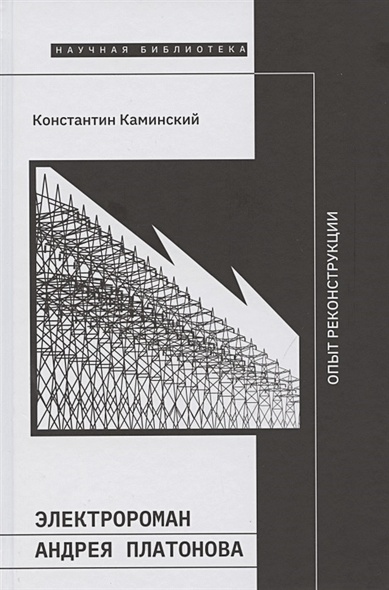 НАУЧНАЯ БИБЛИОТЕКА
Константин Каминский
ОПЫТ РЕКОНСТРУКЦИИ
ЭЛЕКТРОРОМАН
АНДРЕЯ ПЛАТОНОВА